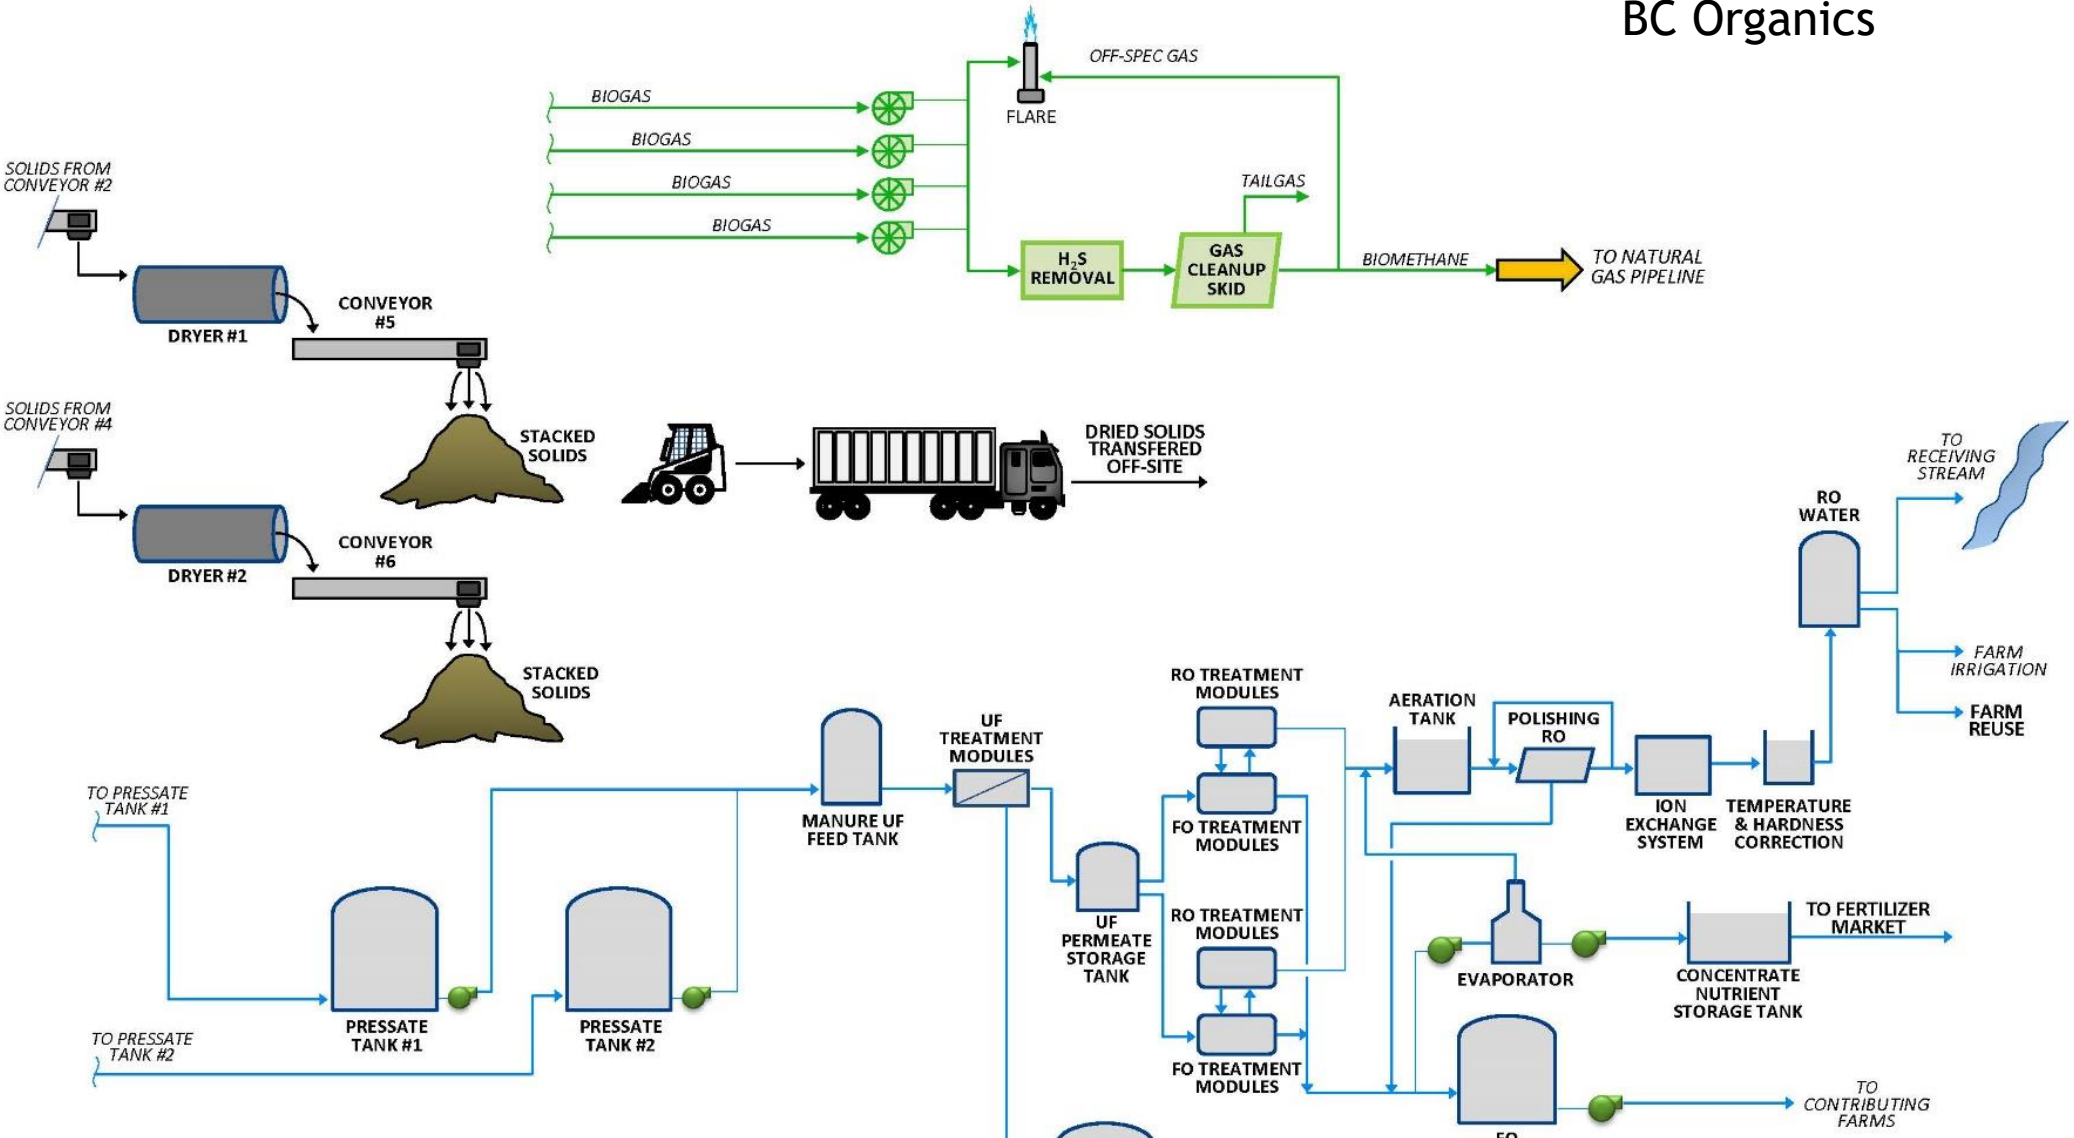 BC Organics
OFF-SPEC GAS
FLARE
BIOGAS
BIOGAS
BIOGAS
BIOGAS
TAILGAS
H₂S
REMOVAL
GAS
CLEANUP
SKID
BIOMETHANE
TO NATURAL
GAS PIPELINE
SOLIDS FROM
CONVEYOR #2
DRYER #1
CONVEYOR
#5
STACKED
SOLIDS
SOLIDS FROM
CONVEYOR #4
DRYER #2
CONVEYOR
#6
STACKED
SOLIDS
DRIED SOLIDS
TRANSFERED
OFF-SITE
TO
RECEIVING
STREAM
RO
WATER
FARM
IRRIGATION
FARM
REUSE
TO PRESSATE
TANK #1
PRESSATE
TANK #1
TO PRESSATE
TANK #2
PRESSATE
TANK #2
MANURE UF
FEED TANK
UF
TREATMENT
MODULES
UF
PERMEATE
STORAGE
TANK
RO TREATMENT
MODULES
FO TREATMENT
MODULES
RO TREATMENT
MODULES
FO TREATMENT
MODULES
AERATION
TANK
POLISHING
RO
ION
EXCHANGE
SYSTEM
TEMPERATURE
& HARDNESS
CORRECTION
EVAPORATOR
CONCENTRATE
NUTRIENT
STORAGE TANK
TO FERTILIZER
MARKET
TO
CONTRIBUTING
FARMS